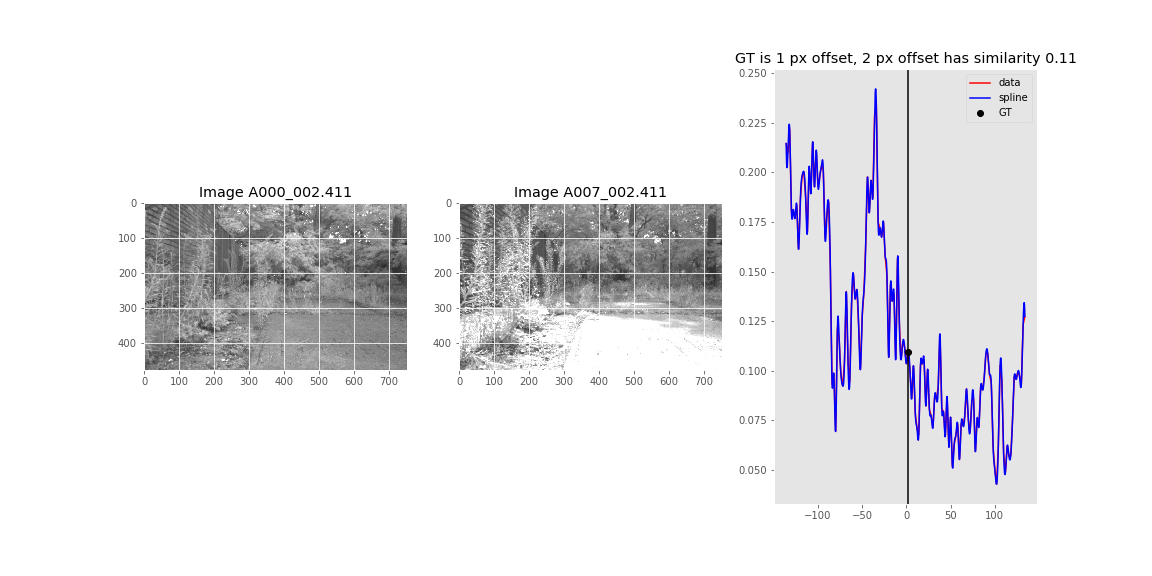 GT is 1 px offset, 2 px offset has similarity 0.11
Image A000_002.411
0
100
200
300
400
0 100 200 300 400 500 600 700
Image A007_002.411
0
100
200
300
400
0 100 200 300 400 500 600 700
0.250
0.225
0.200
0.175
0.150
0.125
0.100
0.075
0.050
−100 −50 0 50 100
data
spline
GT